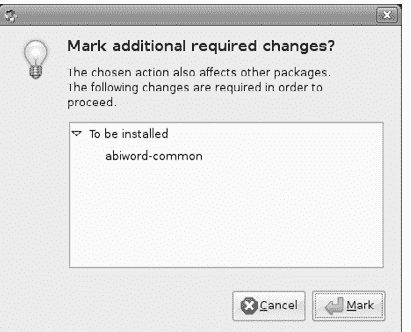 Mark additional required changes?
The chosen action also affects other packages.
The following changes are required in order to
proceed.
To be installed
abiword-common
Cancel
Mark